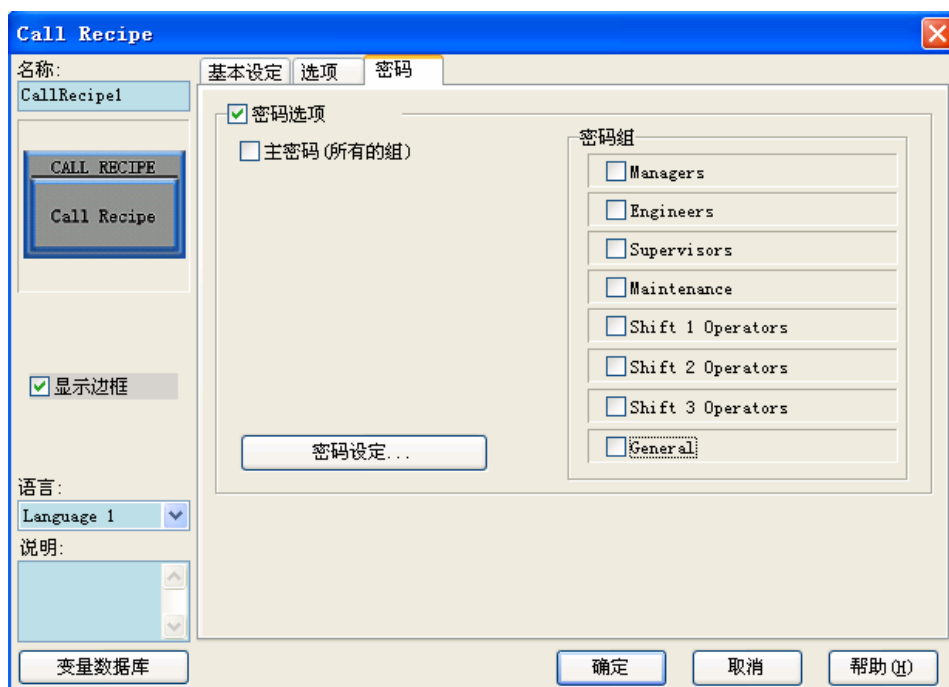 Call Recipe
名称:
CallRecipe1
CALL RECIPE
Call Recipe
显示边框
语言:
Language 1
说明:
变量数据库
基本设定 选项 密码
密码选项
主密码(所有的组)
密码设定...
密码组
Managers
Engineers
Supervisors
Maintenance
Shift 1 Operators
Shift 2 Operators
Shift 3 Operators
General
确定 取消 帮助(H)